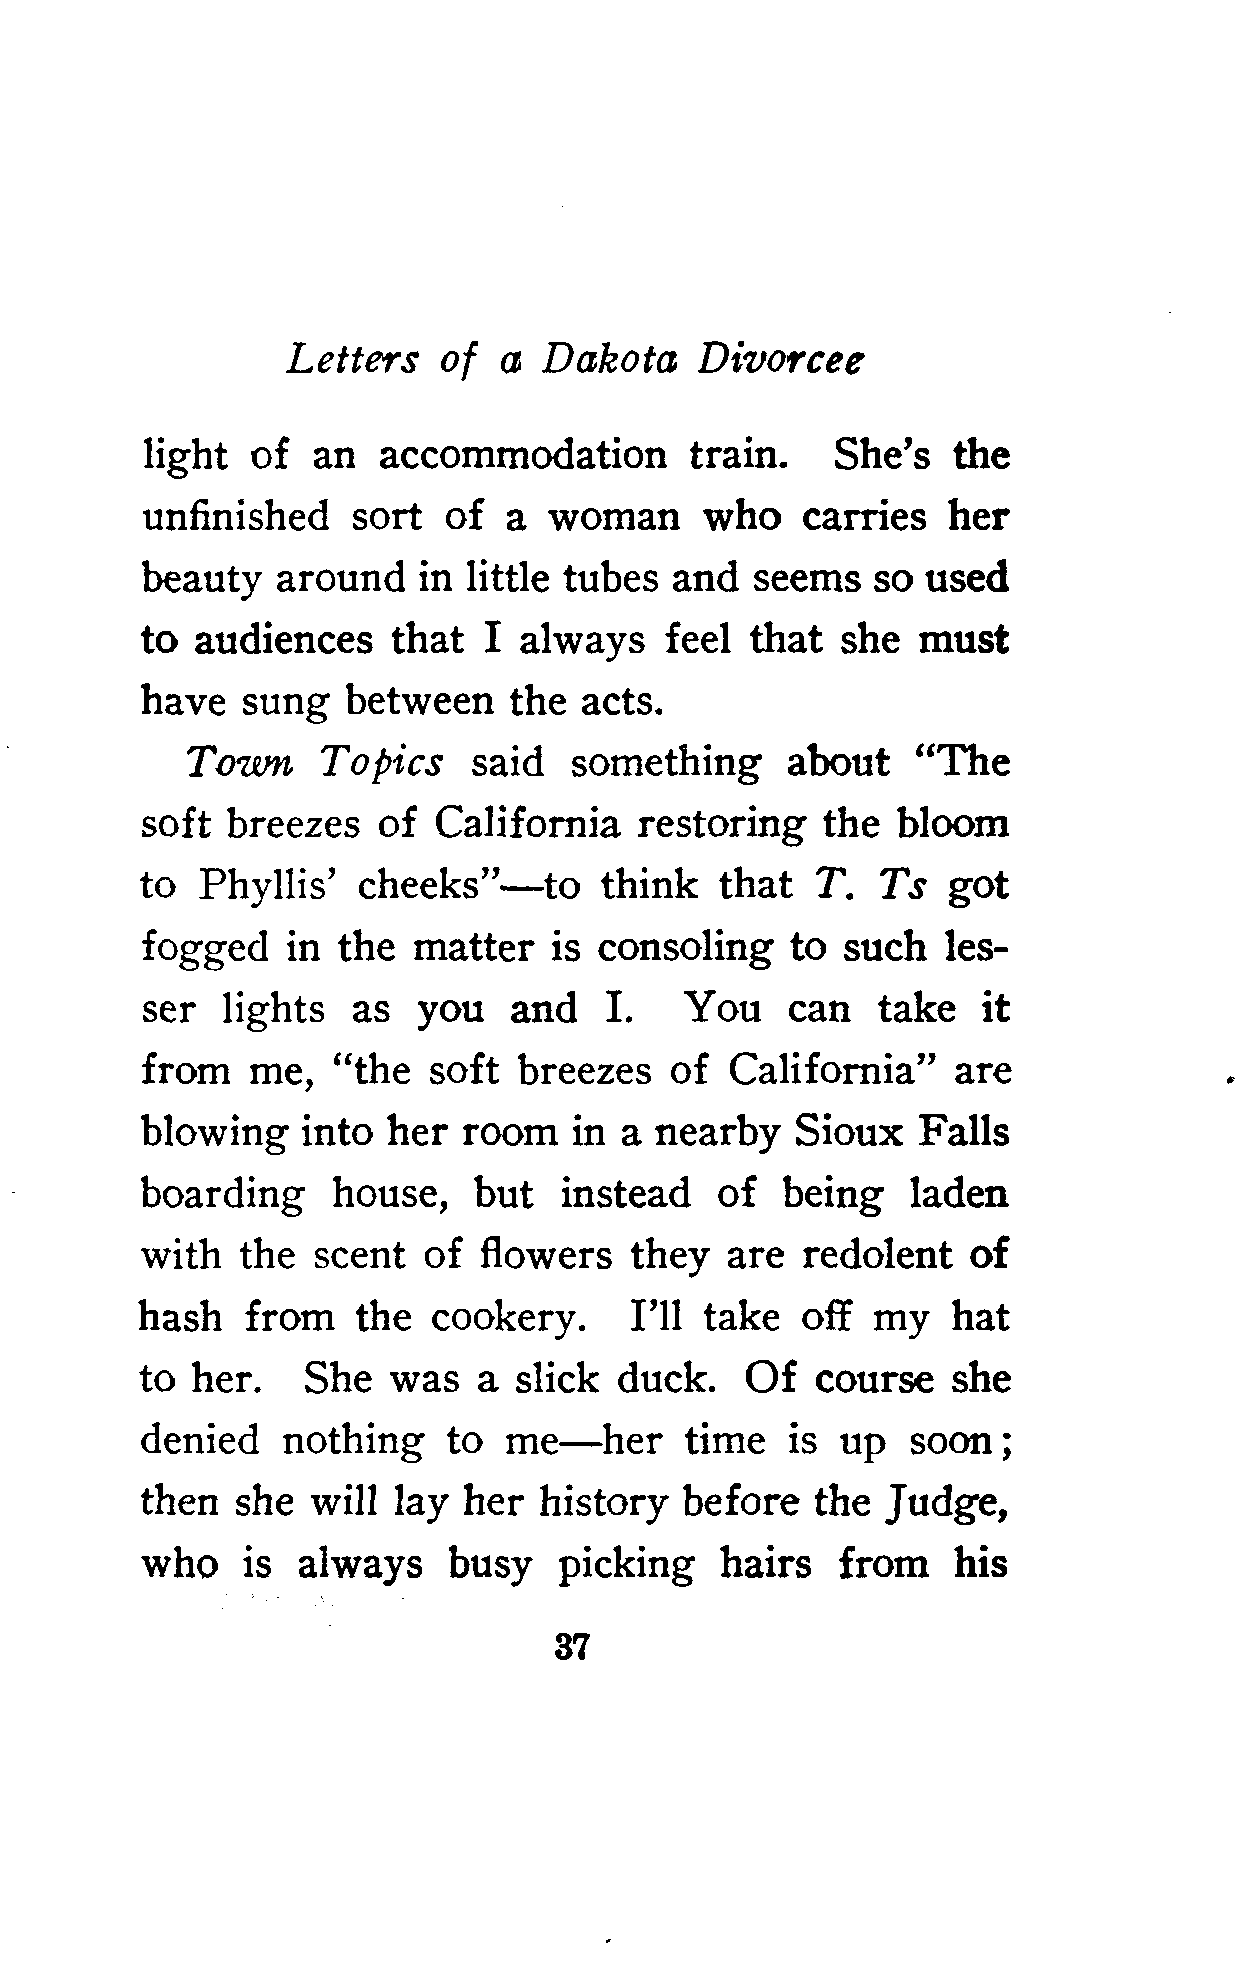 Letters of a Dakota Divorcee
light of an accommodation train. She's the
unfinished sort of a woman who carries her
beauty around in little tubes and seems so used
to audiences that I always feel that she must
have sung between the acts.
Town Topics said something about "The
soft breezes of California restoring the bloom
to Phyllis' cheeks"—to think that T. Ts got
fogged in the matter is consoling to such les-
ser lights as you and I. You can take it
from me, "the soft breezes of California" are
blowing into her room in a nearby Sioux Falls
boarding house, but instead of being laden
with the scent of flowers they are redolent of
hash from the cookery. I'll take off my hat
to her. She was a slick duck. Of course she
denied nothing to me—her time is up soon;
then she will lay her history before the Judge,
who is always busy picking hairs from his
37